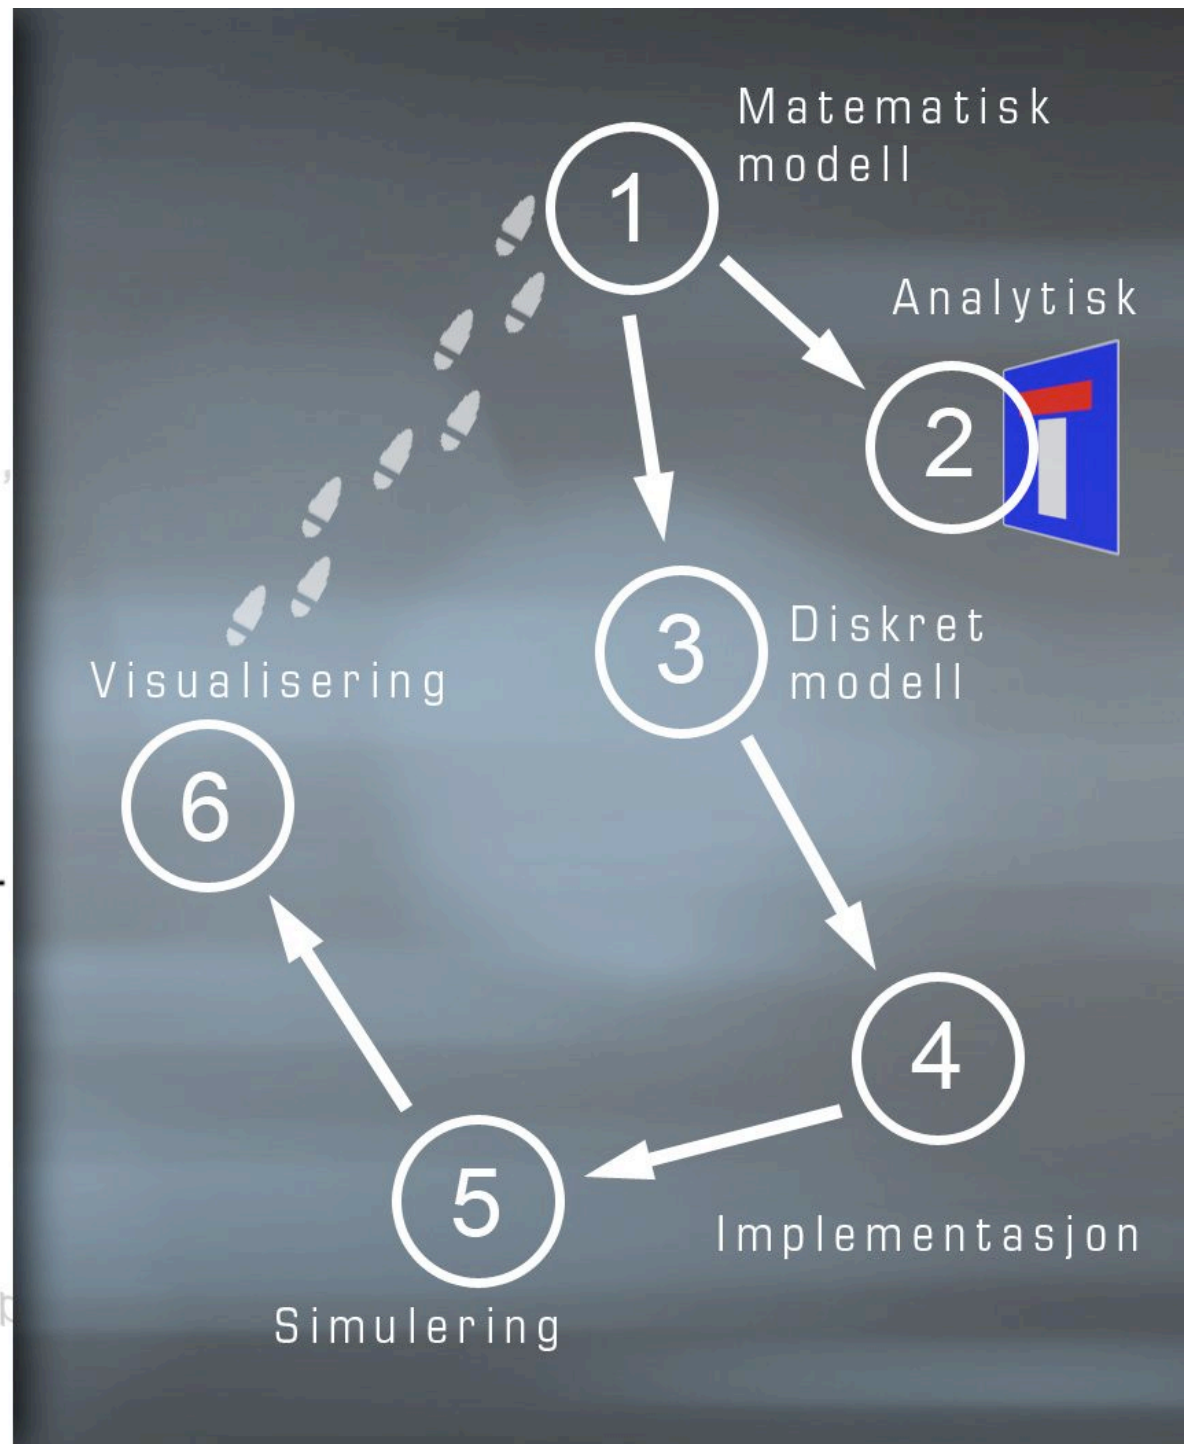 Matematisk
modell
1
Analytisk
2
3
Diskret
modell
Visualisering
6
4
5
Implementasjon
Simulering